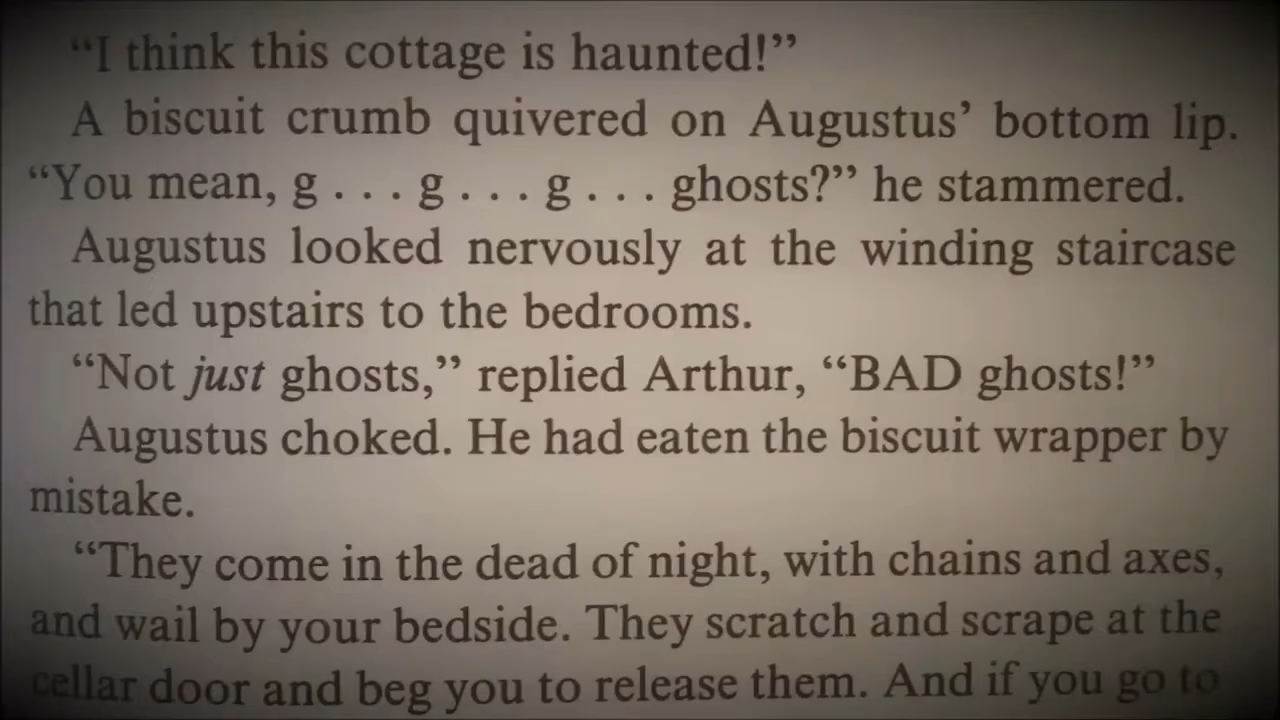 “I think this cottage is haunted!”
A biscuit crumb quivered on Augustus’ bottom lip.
“You mean, g . . . g . . . g . . . ghosts?” he stammered.
Augustus looked nervously at the winding staircase
that led upstairs to the bedrooms.
“Not just ghosts,” replied Arthur, “BAD ghosts!”
Augustus choked. He had eaten the biscuit wrapper by
mistake.
“They come in the dead of night, with chains and axes,
and wail by your bedside. They scratch and scrape at the
cellar door and beg you to release them. And if you go to